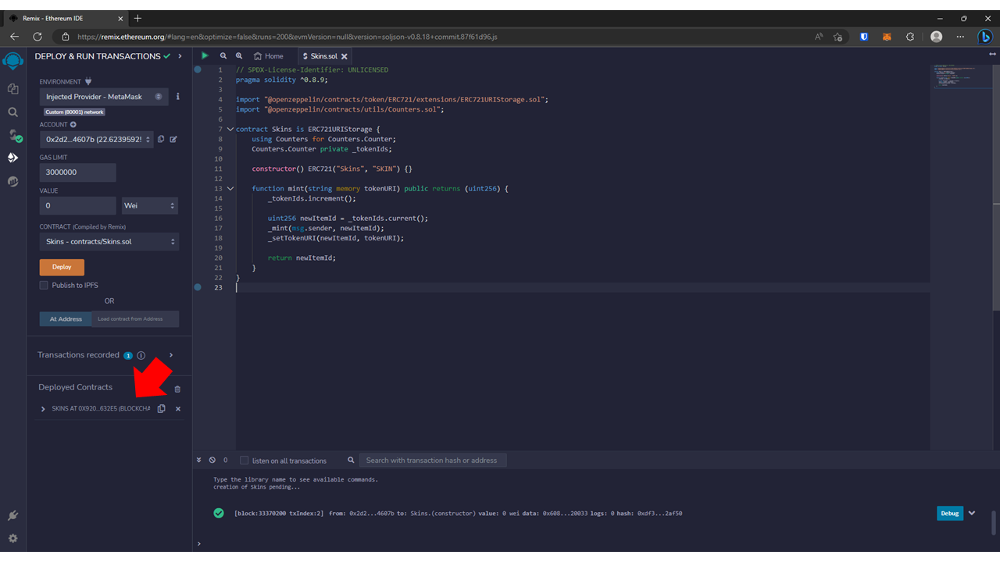 Remix - Ethereum IDE
https://remix.ethereum.org/#lang=en&optimize=false&runs=200&evmVersion=null&version=soljson-v0.8.18+commit.87f61d96.js
DEPLOY & RUN TRANSACTIONS
ENVIRONMENT
Injected Provider - MetaMask
Custom (80001) network
ACCOUNT
0x2d2...4607b (22.6239592!
GAS LIMIT
3000000
VALUE
0
Wei
CONTRACT (Compiled by Remix)
Skins - contracts/Skins.sol
Deploy
Publish to IPFS
OR
At Address
Load contract from Address
Transactions recorded 1
Deployed Contracts
SKINS AT 0X920...632E5 (BLOCKCHA
Home
Skins.sol
1 // SPDX-License-Identifier: UNLICENSED
2 pragma solidity ^0.8.9;
3
4 import "@openzeppelin/contracts/token/ERC721/extensions/ERC721URIStorage.sol";
5 import "@openzeppelin/contracts/utils/Counters.sol";
6
7 contract Skins is ERC721URIStorage {
8 using Counters for Counters.Counter;
9 Counters.Counter private _tokenIds;
10
11 constructor() ERC721("Skins", "SKIN") {}
12
13 function mint(string memory tokenURI) public returns (uint256) {
14 _tokenIds.increment();
15
16 uint256 newItemId = _tokenIds.current();
17 _mint(msg.sender, newItemId);
18 _setTokenURI(newItemId, tokenURI);
19
20 return newItemId;
21 }
22 }
23
0
listen on all transactions
Search with transaction hash or address
Type the library name to see available commands.
creation of Skins pending...
[block:33370200 txIndex:2] from: 0x2d2...4607b to: Skins.(constructor) value: 0 wei data: 0x608...20033 logs: 0 hash: 0xdf3...2af50
Debug
>